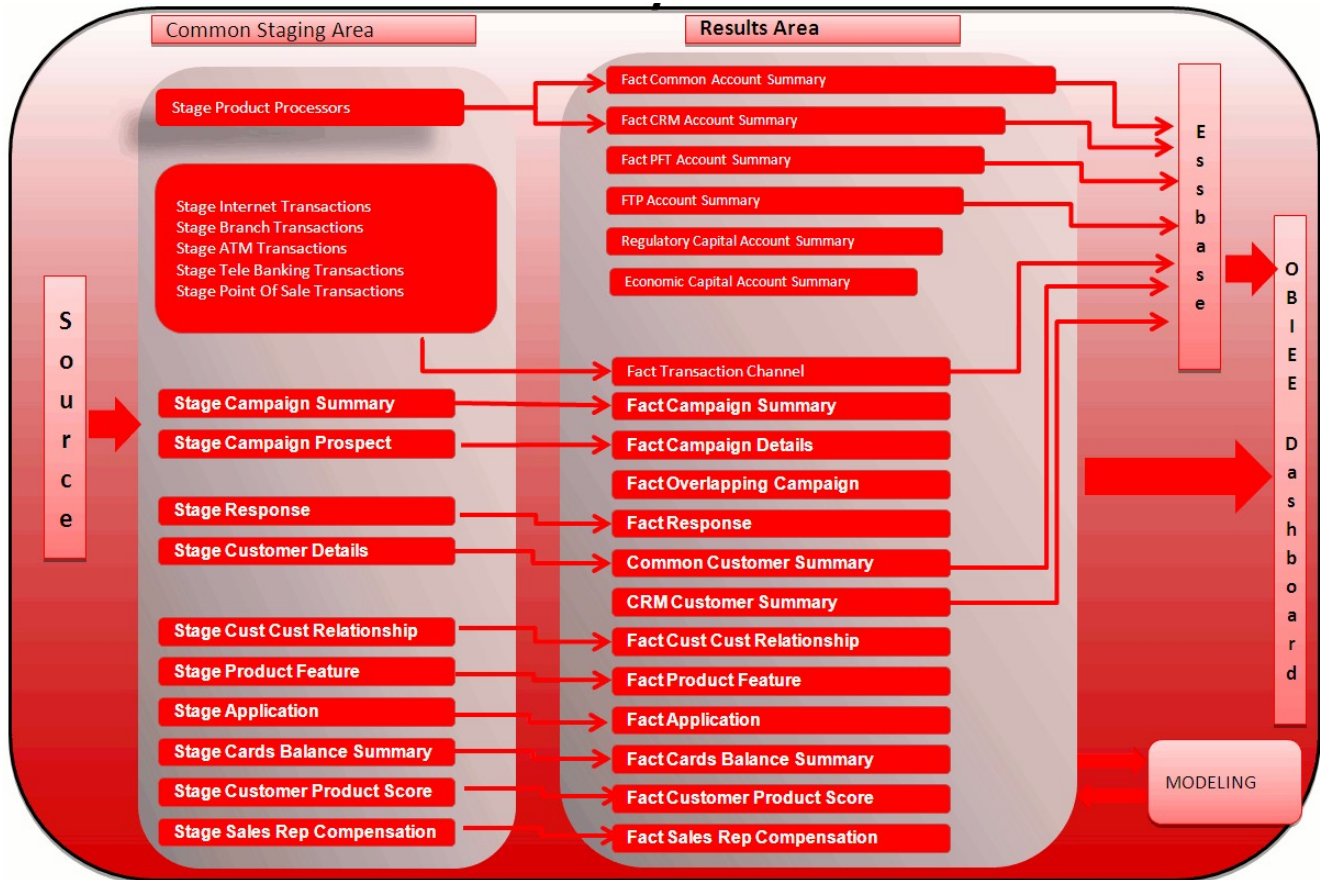 Common Staging Area
Results Area
Stage Product Processors
Stage Internet Transactions
Stage Branch Transactions
Stage ATM Transactions
Stage Tele Banking Transactions
Stage Point Of Sale Transactions
Source
Stage Campaign Summary
Stage Campaign Prospect
Stage Response
Stage Customer Details
Stage Cust Cust Relationship
Stage Product Feature
Stage Application
Stage Cards Balance Summary
Stage Customer Product Score
Stage Sales Rep Compensation
Fact Common Account Summary
Fact CRM Account Summary
Fact PFT Account Summary
FTP Account Summary
Regulatory Capital Account Summary
Economic Capital Account Summary
Fact Transaction Channel
Fact Campaign Summary
Fact Campaign Details
Fact Overlapping Campaign
Fact Response
Common Customer Summary
CRM Customer Summary
Fact Cust Cust Relationship
Fact Product Feature
Fact Application
Fact Cards Balance Summary
Fact Customer Product Score
Fact Sales Rep Compensation
Essbase
OBIEE Dashboard
MODELING